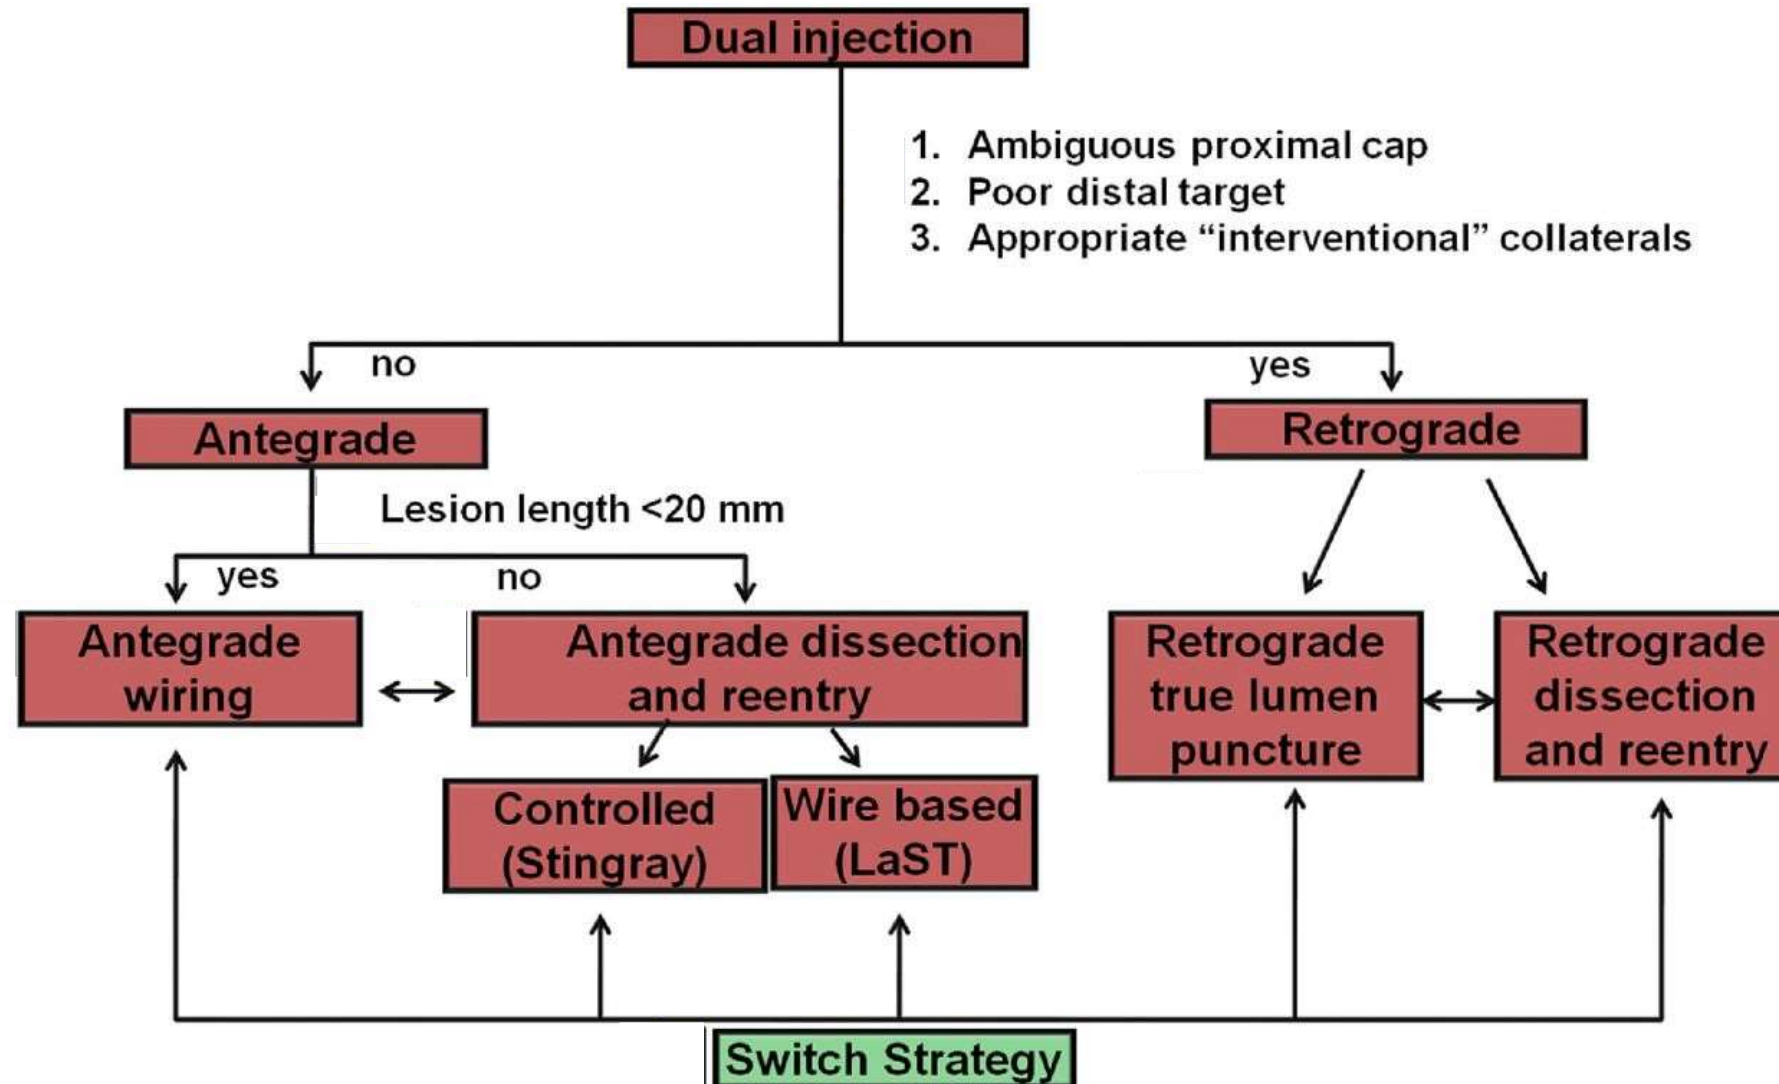 Dual injection
1. Ambiguous proximal cap
2. Poor distal target
3. Appropriate “interventional” collaterals
no
yes
Antegrade
Retrograde
Lesion length <20 mm
yes
no
Antegrade
wiring
Antegrade dissection
and reentry
Retrograde
true lumen
puncture
Retrograde
dissection
and reentry
Controlled
(Stingray)
Wire based
(LaST)
Switch Strategy